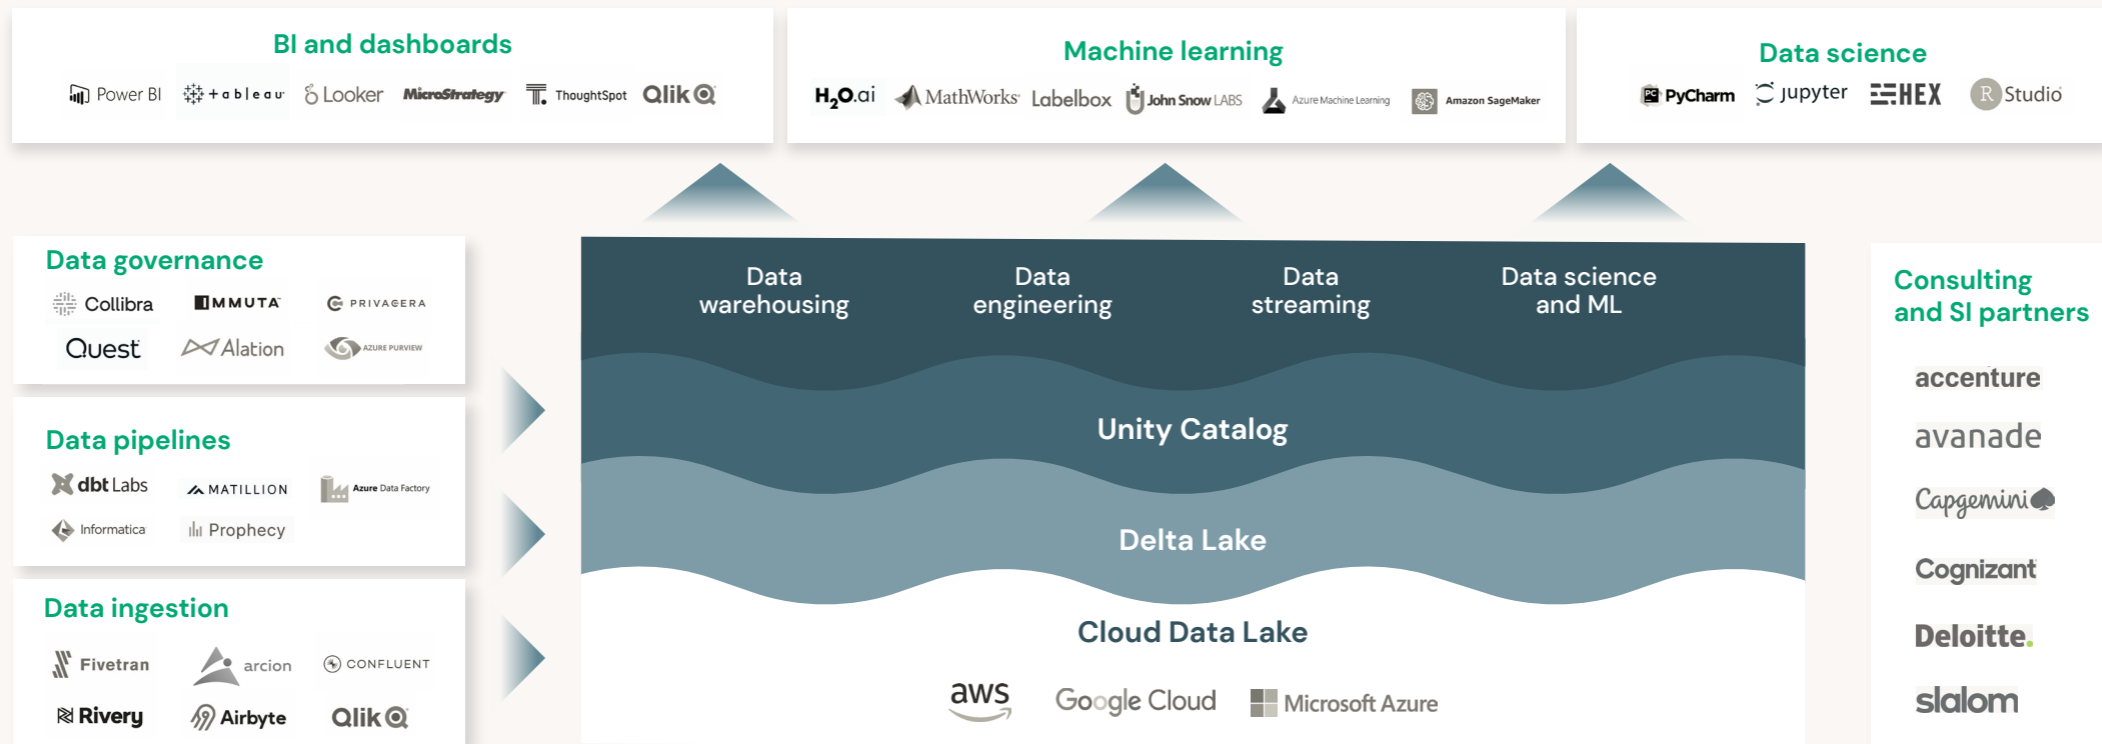 BI and dashboards
Power BI
+ableau
Looker
MicroStrategy
ThoughtSpot
Qlik
Machine learning
H2O.ai
MathWorks
Labelbox
John Snow LABS
Azure Machine Learning
Amazon SageMaker
Data science
PyCharm
jupyter
HEX
R Studio
Data governance
Collibra
IMMUTA
PRIVACERA
Quest
Alation
AZURE PURVIEW
Data pipelines
dbt Labs
MATILLION
Azure Data Factory
Informatica
Prophecy
Data ingestion
Fivetran
arcion
CONFLUENT
Rivery
Airbyte
Qlik
Data
warehousing
Data
engineering
Data
streaming
Data science
and ML
Unity Catalog
Delta Lake
Cloud Data Lake
aws
Google Cloud
Microsoft Azure
Consulting
and SI partners
accenture
avanade
Capgemini
Cognizant
Deloitte.
slalom